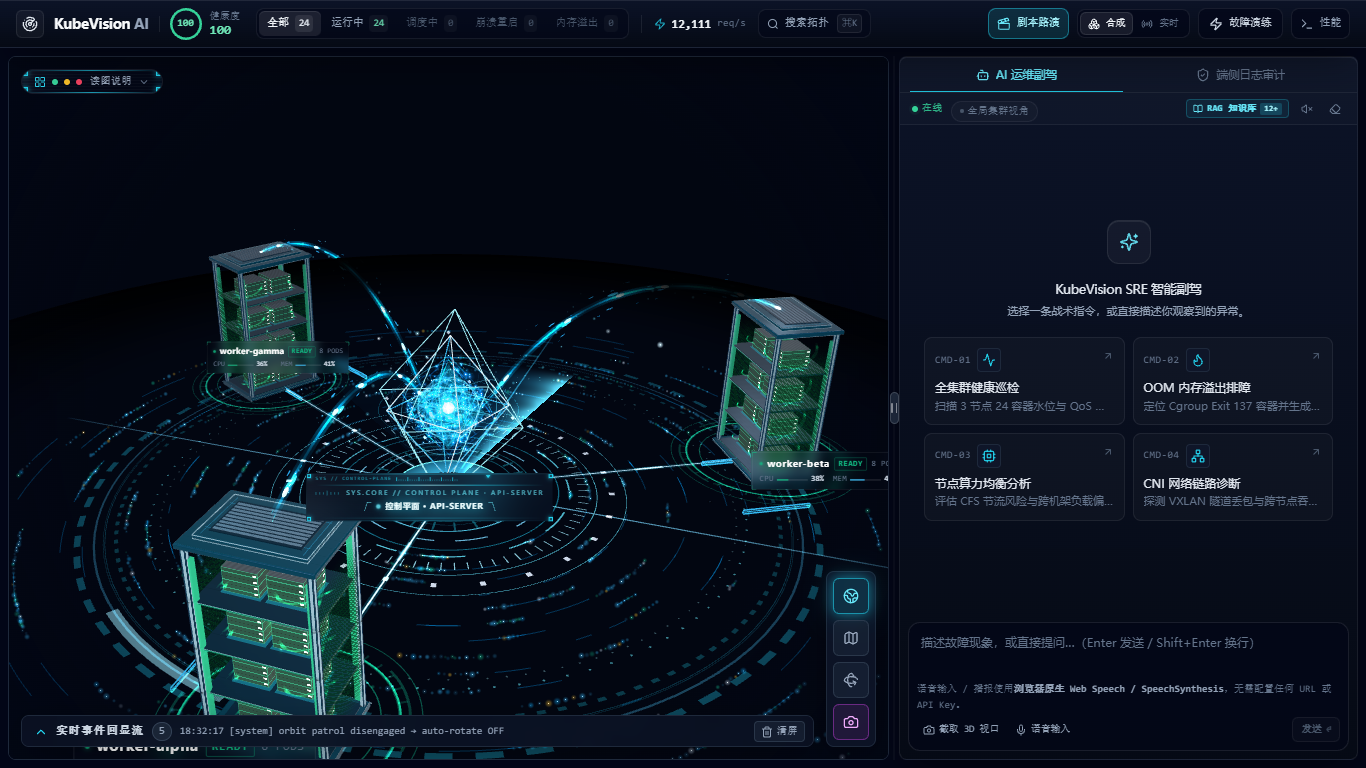 KubeVision AI
100
健康度
100
全部 24
运行中 24
调度中 0
崩溃重启 0
内存溢出 0
12,111 req/s
搜索拓扑 ⌘K
剧本路演
合成
实时
故障演练
性能
读图说明
worker-gamma READY 8 PODS
CPU 36% MEM 41%
worker-beta READY 8 PO
CPU 38% MEM 4
SYS // CONTROL-PLANE
SYS.CORE // CONTROL PLANE · API-SERVER
控制平面 • API-SERVER
worker-alpha READY 8 PODS
实时事件回显流 5 18:32:17 [system] orbit patrol disengaged → auto-rotate OFF
清屏
AI 运维副驾
端侧日志审计
在线
全局集群视角
RAG 知识库 12+
KubeVision SRE 智能副驾
选择一条战术指令，或直接描述你观察到的异常。
CMD-01
全集群健康巡检
扫描 3 节点 24 容器水位与 QoS ...
CMD-02
OOM 内存溢出排障
定位 Cgroup Exit 137 容器并生成...
CMD-03
节点算力均衡分析
评估 CFS 节流风险与跨机架负载偏...
CMD-04
CNI 网络链路诊断
探测 VXLAN 隧道丢包与跨节点吞...
描述故障现象，或直接提问...（Enter 发送 / Shift+Enter 换行）
语音输入 / 播报使用浏览器原生 Web Speech / SpeechSynthesis，无需配置任何 URL 或
API Key.
截取 3D 视口
语音输入
发送